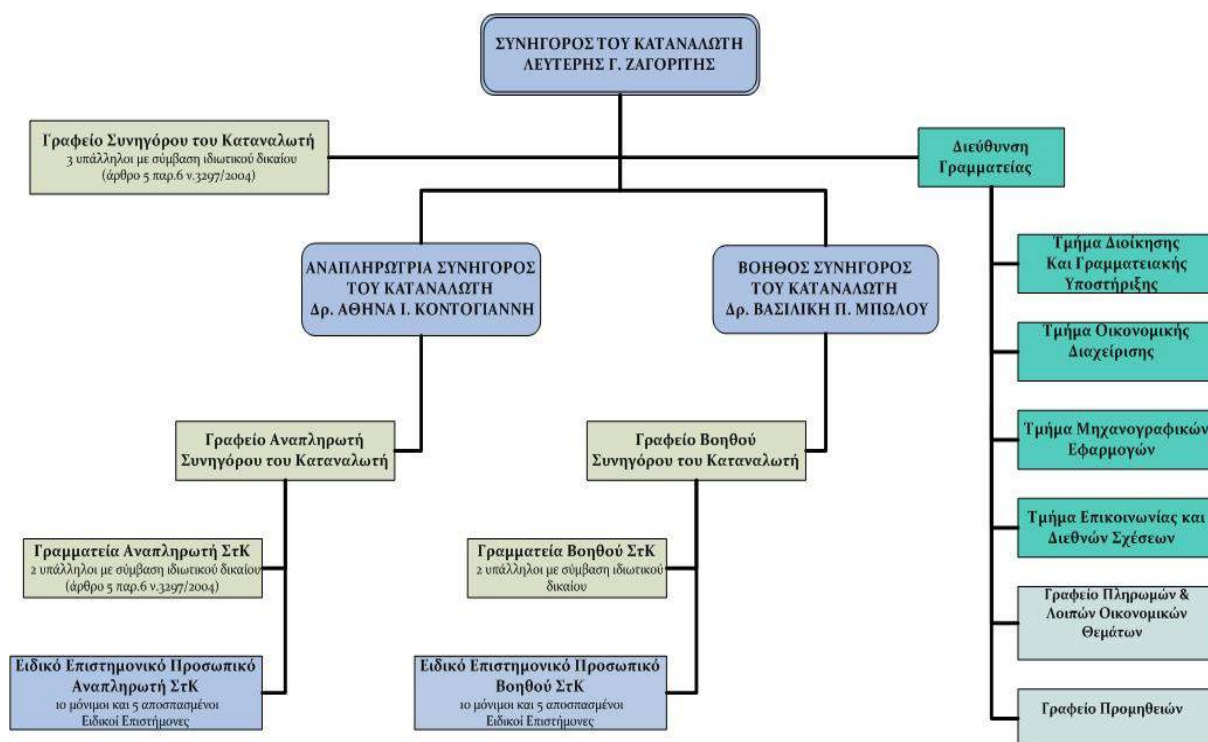 ΣΥΝΗΓΟΡΟΣ ΤΟΥ ΚΑΤΑΝΑΛΩΤΗ
ΛΕΥΤΕΡΗΣ Γ. ΖΑΓΟΡΙΤΗΣ
Γραφείο Συνηγόρου του Καταναλωτή
3 υπάλληλοι με σύμβαση ιδιωτικού δικαίου
(άρθρο 5 παρ.6 ν.3297/2004)
Διεύθυνση
Γραμματείας
ΑΝΑΠΛΗΡΩΤΡΙΑ ΣΥΝΗΓΟΡΟΣ
ΤΟΥ ΚΑΤΑΝΑΛΩΤΗ
Δρ. ΑΘΗΝΑ Ι. ΚΟΝΤΟΓΙΑΝΝΗ
ΒΟΗΘΟΣ ΣΥΝΗΓΟΡΟΣ
ΤΟΥ ΚΑΤΑΝΑΛΩΤΗ
Δρ. ΒΑΣΙΛΙΚΗ Π. ΜΠΩΛΟΥ
Γραφείο Αναπληρωτή
Συνηγόρου του Καταναλωτή
Γραφείο Βοηθού
Συνηγόρου του Καταναλωτή
Γραμματεία Αναπληρωτή ΣτΚ
2 υπάλληλοι με σύμβαση ιδιωτικού δικαίου
(άρθρο 5 παρ.6 ν.3297/2004)
Γραμματεία Βοηθού ΣτΚ
2 υπάλληλοι με σύμβαση ιδιωτικού
δικαίου
Ειδικό Επιστημονικό Προσωπικό
Αναπληρωτή ΣτΚ
10 μόνιμοι και 5 αποσπασμένοι
Ειδικοί Επιστήμονες
Ειδικό Επιστημονικό Προσωπικό
Βοηθού ΣτΚ
10 μόνιμοι και 5 αποσπασμένοι
Ειδικοί Επιστήμονες
Τμήμα Διοίκησης
Και Γραμματειακής
Υποστήριξης
Τμήμα Οικονομικής
Διαχείρισης
Τμήμα Μηχανογραφικών
Εφαρμογών
Τμήμα Επικοινωνίας και
Διεθνών Σχέσεων
Γραφείο Πληρωμών &
Λοιπών Οικονομικών
Θεμάτων
Γραφείο Προμηθειών